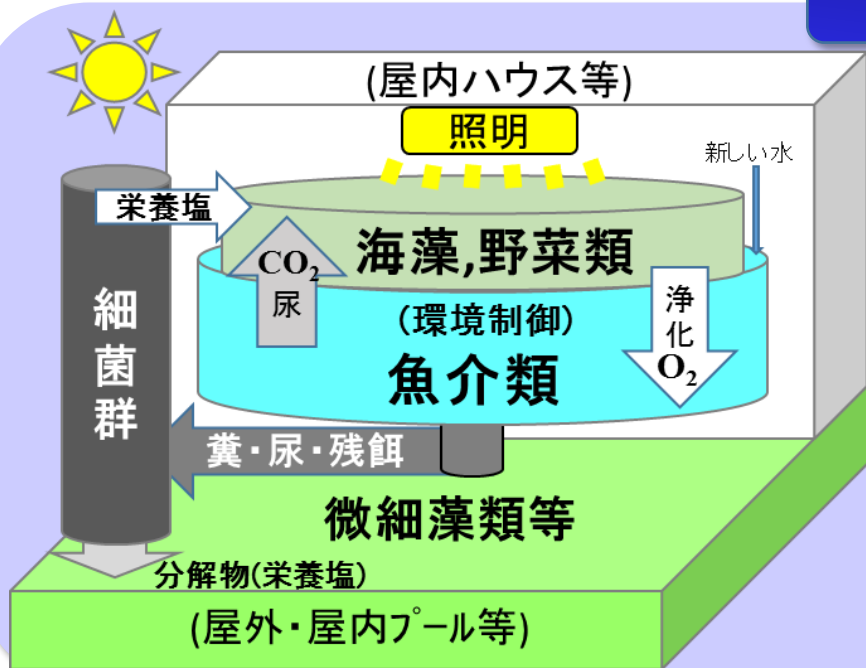 (屋内ハウス等)
照明
新しい水
栄養塩
海藻,野菜類
CO2
尿
(環境制御)
浄化
O2
魚介類
細菌群
糞・尿・残餌
微細藻類等
分解物(栄養塩)
(屋外・屋内プール等)